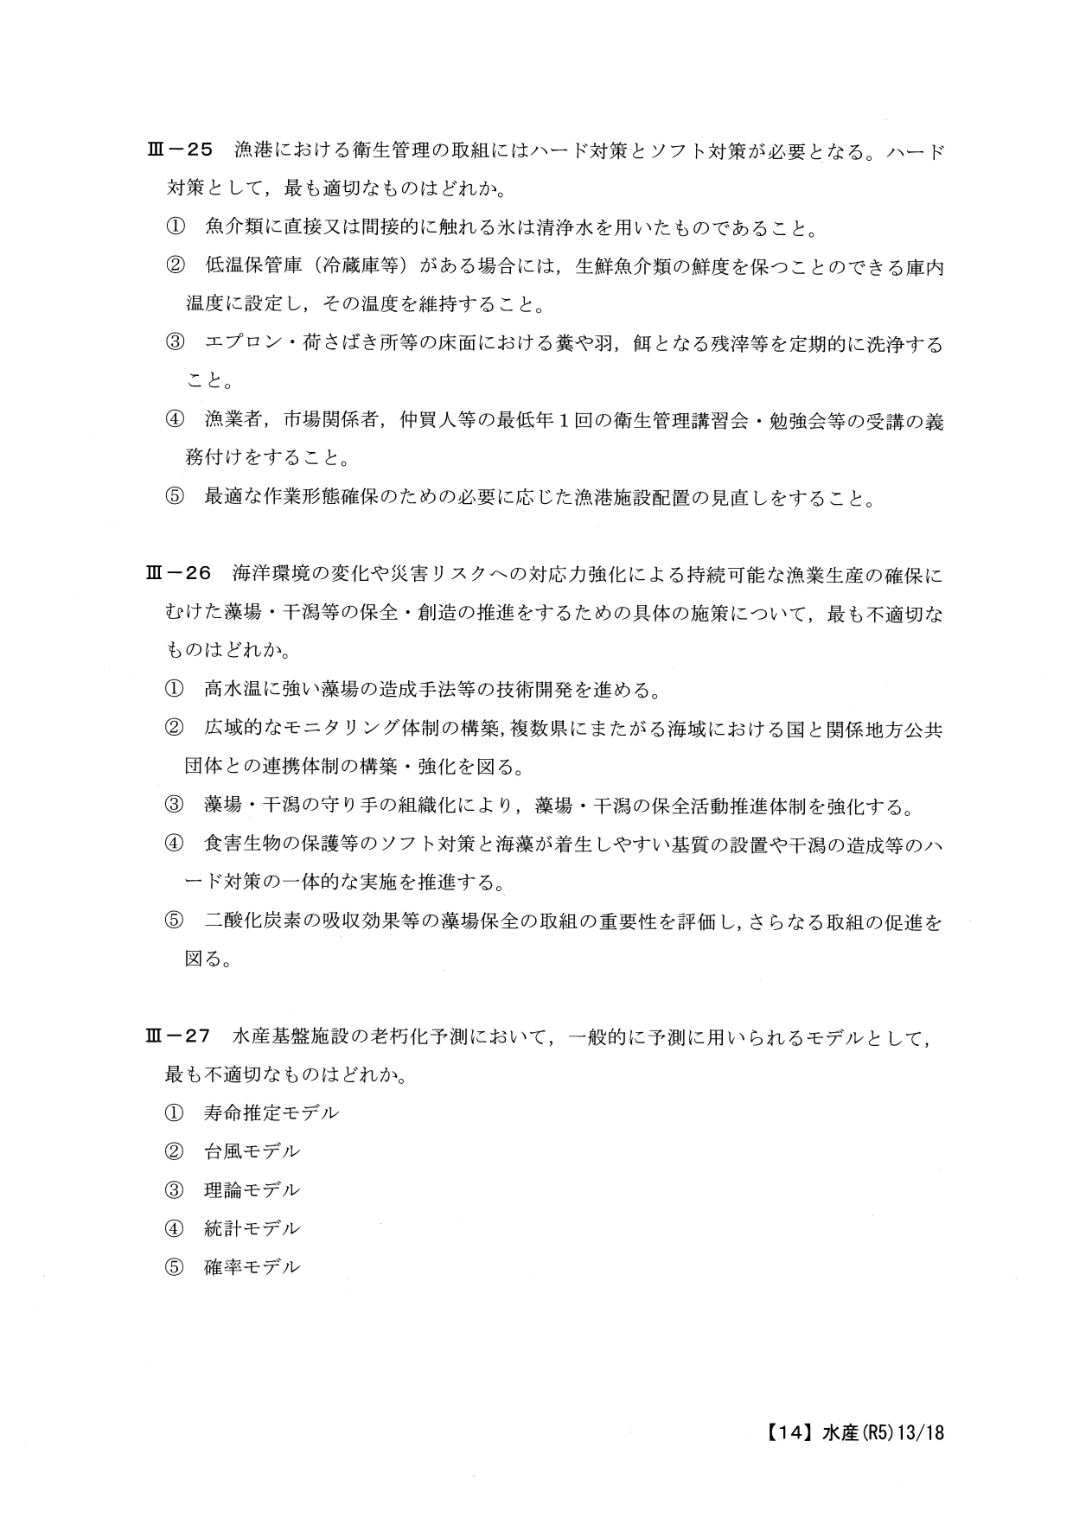 Ⅲ－25　漁港における衛生管理の取組にはハード対策とソフト対策が必要となる。ハード
対策として，最も適切なものはどれか。
①　魚介類に直接又は間接的に触れる氷は清浄水を用いたものであること。
②　低温保管庫（冷蔵庫等）がある場合には，生鮮魚介類の鮮度を保つことのできる庫内
温度に設定し，その温度を維持すること。
③　エプロン・荷さばき所等の床面における糞や羽，餌となる残滓等を定期的に洗浄する
こと。
④　漁業者，市場関係者，仲買人等の最低年１回の衛生管理講習会・勉強会等の受講の義
務付けをすること。
⑤　最適な作業形態確保のための必要に応じた漁港施設配置の見直しをすること。
Ⅲ－26　海洋環境の変化や災害リスクへの対応力強化による持続可能な漁業生産の確保に
むけた藻場・干潟等の保全・創造の推進をするための具体の施策について，最も不適切な
ものはどれか。
①　高水温に強い藻場の造成手法等の技術開発を進める。
②　広域的なモニタリング体制の構築，複数県にまたがる海域における国と関係地方公共
団体との連携体制の構築・強化を図る。
③　藻場・干潟の守り手の組織化により，藻場・干潟の保全活動推進体制を強化する。
④　食害生物の保護等のソフト対策と海藻が着生しやすい基質の設置や干潟の造成等のハ
ード対策の一体的な実施を推進する。
⑤　二酸化炭素の吸収効果等の藻場保全の取組の重要性を評価し，さらなる取組の促進を
図る。
Ⅲ－27　水産基盤施設の老朽化予測において，一般的に予測に用いられるモデルとして，
最も不適切なものはどれか。
①　寿命推定モデル
②　台風モデル
③　理論モデル
④　統計モデル
⑤　確率モデル
【14】水産(R5)13/18